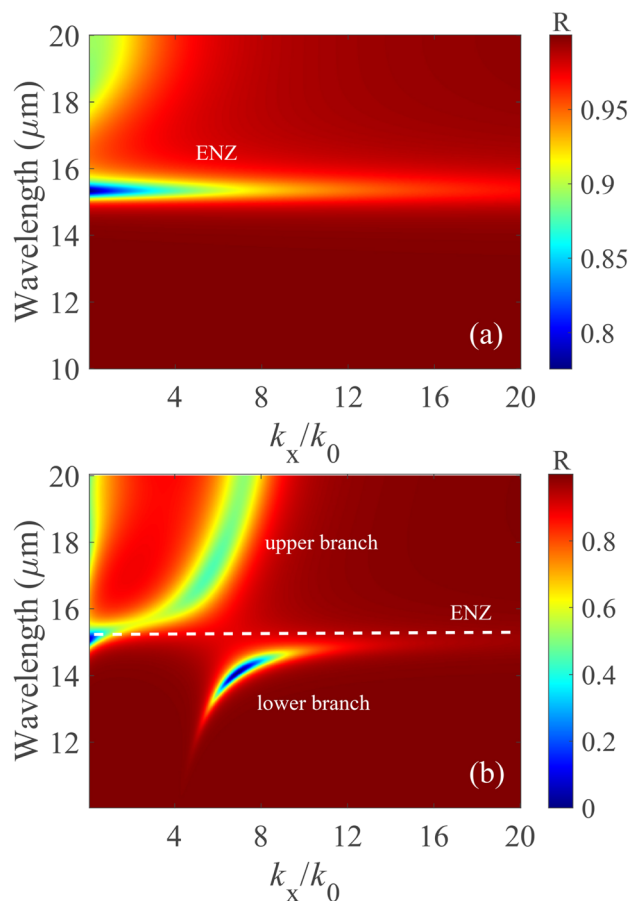 R
20
18
16
14
12
10
Wavelength (μm)
ENZ
(a)
0.95
0.9
0.85
0.8
4 8 12 16 20
kx/k0
R
20
18
16
14
12
Wavelength (μm)
upper branch
ENZ
lower branch
(b)
0.8
0.6
0.4
0.2
0
4 8 12 16 20
kx/k0